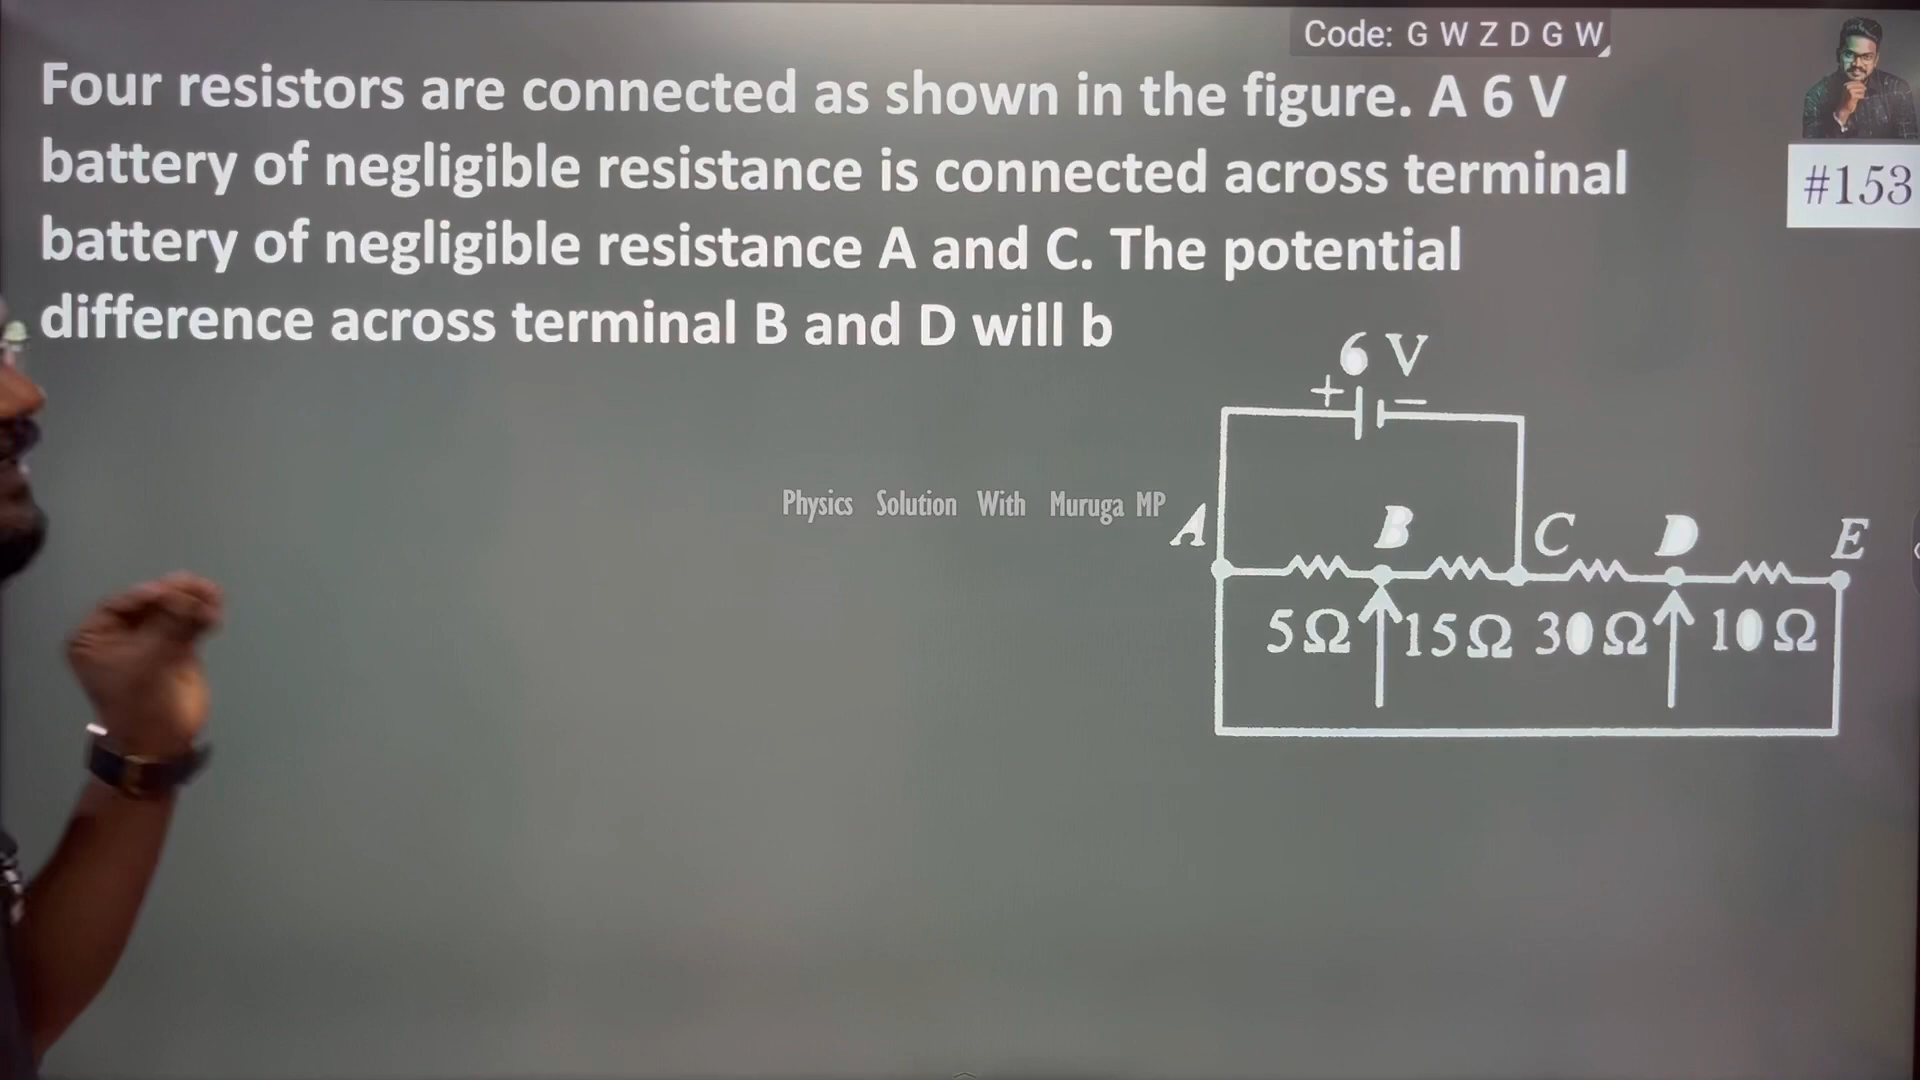 Code: G W Z D G W
Four resistors are connected as shown in the figure. A 6 V
battery of negligible resistance is connected across terminal
battery of negligible resistance A and C. The potential
difference across terminal B and D will b
#153
6 V
+ −
Physics Solution With Muruga MP
A B C D E
5Ω 15Ω 30Ω 10Ω